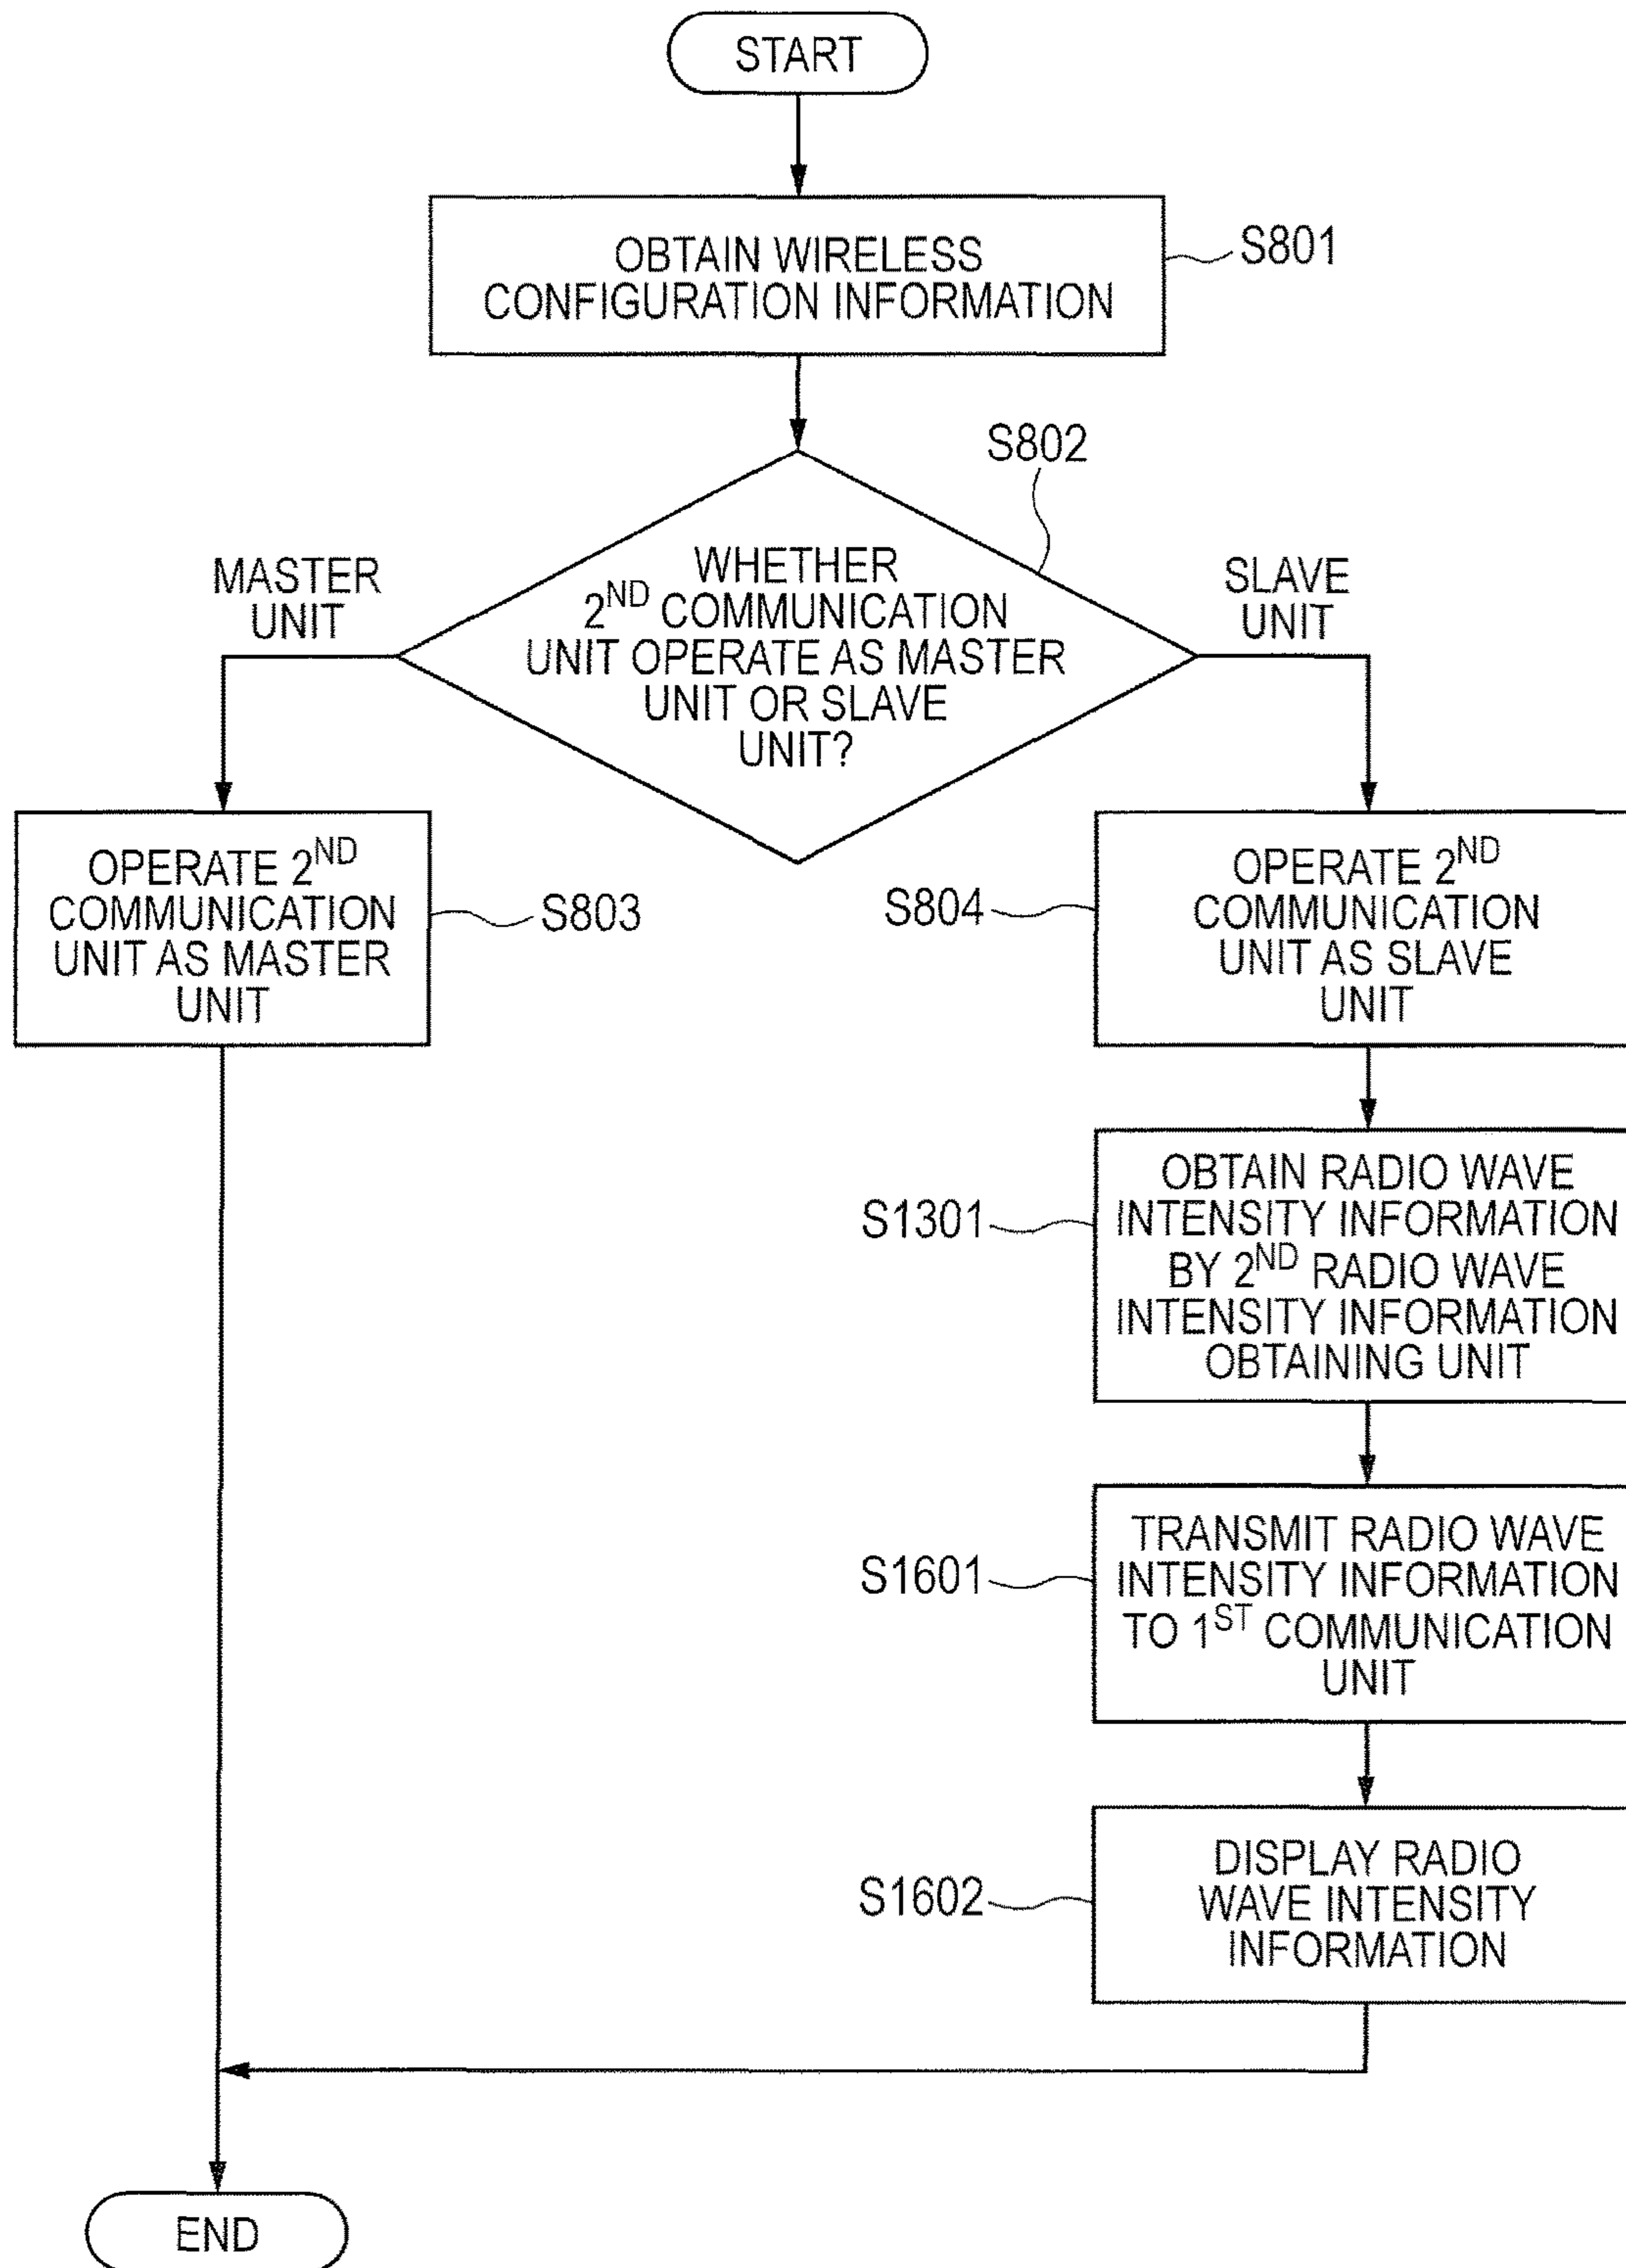 START
OBTAIN WIRELESS
CONFIGURATION INFORMATION
S801
S802
WHETHER
2ND COMMUNICATION
UNIT OPERATE AS MASTER
UNIT OR SLAVE
UNIT?
MASTER
UNIT
SLAVE
UNIT
OPERATE 2ND
COMMUNICATION
UNIT AS MASTER
UNIT
S803
S804
OPERATE 2ND
COMMUNICATION
UNIT AS SLAVE
UNIT
S1301
OBTAIN RADIO WAVE
INTENSITY INFORMATION
BY 2ND RADIO WAVE
INTENSITY INFORMATION
OBTAINING UNIT
S1601
TRANSMIT RADIO WAVE
INTENSITY INFORMATION
TO 1ST COMMUNICATION
UNIT
S1602
DISPLAY RADIO
WAVE INTENSITY
INFORMATION
END